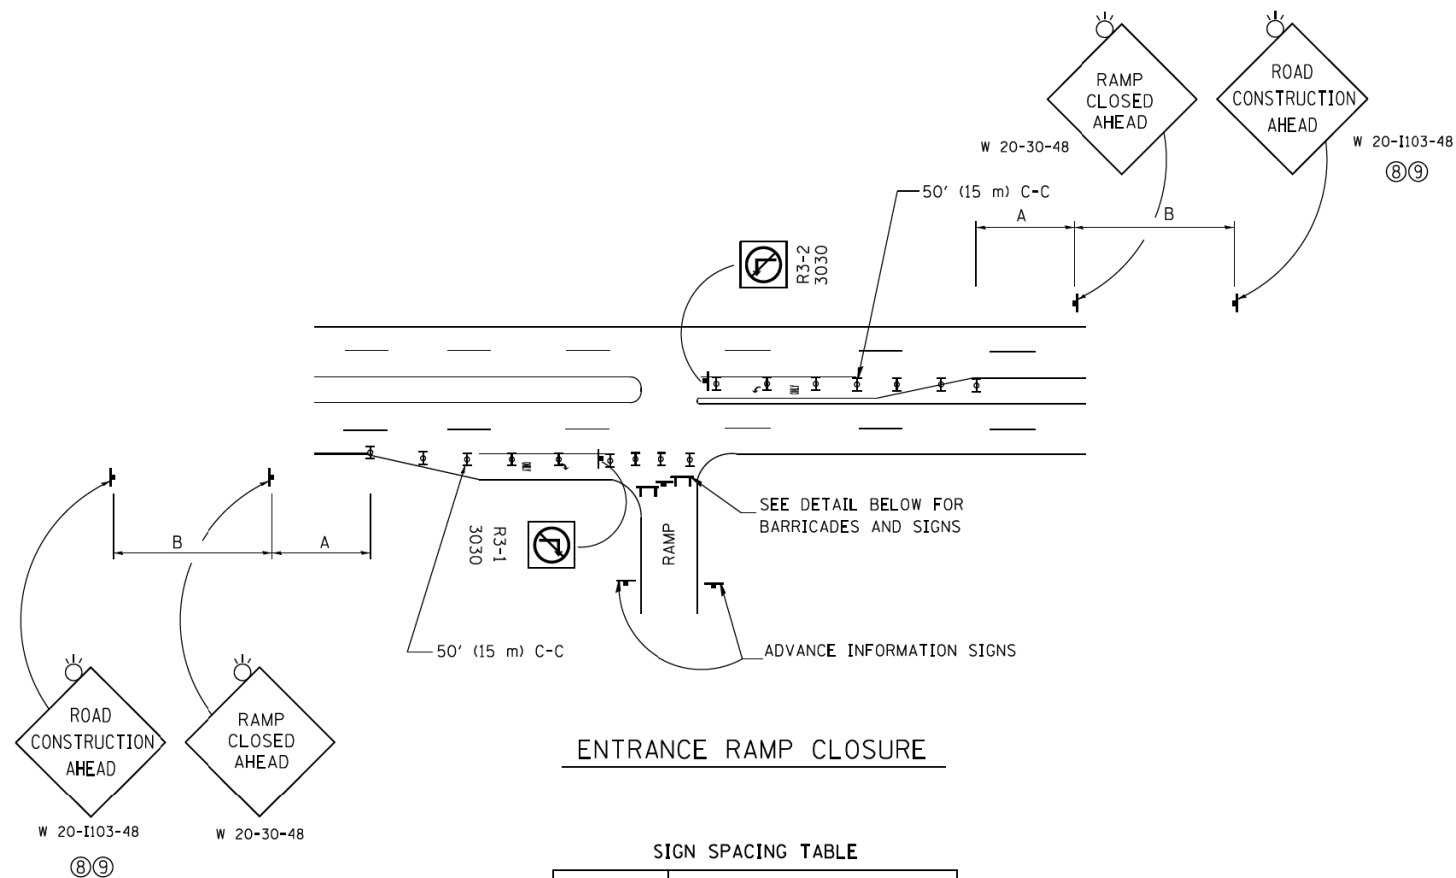 RAMP
CLOSED
AHEAD
ROAD
CONSTRUCTION
AHEAD
W 20-30-48
W 20-I103-48
⑧⑨
50' (15 m) C-C
A
B
R3-2
3030
SEE DETAIL BELOW FOR
BARRICADES AND SIGNS
RAMP
R3-1
3030
B
A
50' (15 m) C-C
ADVANCE INFORMATION SIGNS
ROAD
CONSTRUCTION
AHEAD
RAMP
CLOSED
AHEAD
W 20-I103-48
W 20-30-48
⑧⑨
ENTRANCE RAMP CLOSURE
SIGN SPACING TABLE